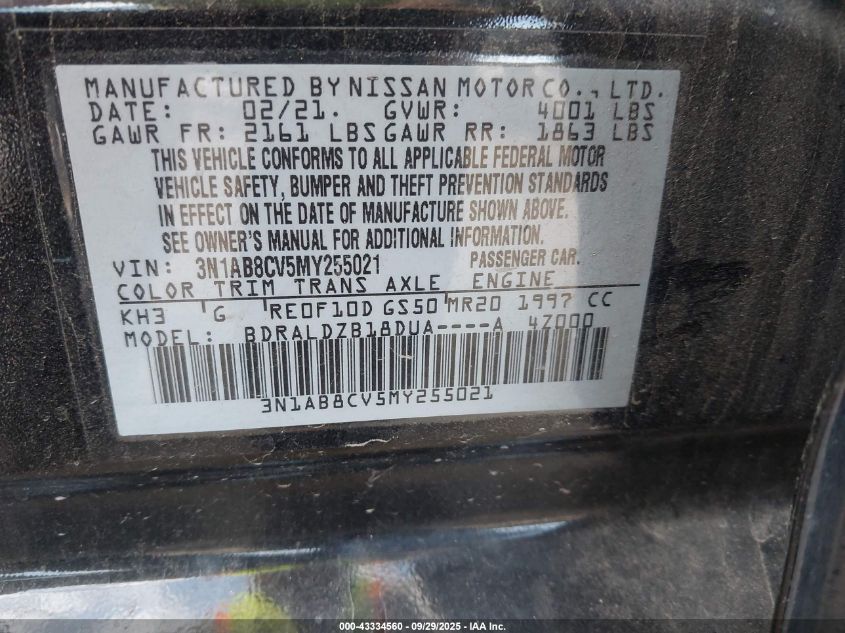 MANUFACTURED BY NISSAN MOTOR CO., LTD.
DATE: 02/21. GVWR: 4001 LBS
GAWR FR: 2161 LBS GAWR RR: 1863 LBS
THIS VEHICLE CONFORMS TO ALL APPLICABLE FEDERAL MOTOR
VEHICLE SAFETY, BUMPER AND THEFT PREVENTION STANDARDS
IN EFFECT ON THE DATE OF MANUFACTURE SHOWN ABOVE.
SEE OWNER'S MANUAL FOR ADDITIONAL INFORMATION.
VIN: 3N1AB8CV5MY255021 PASSENGER CAR.
COLOR TRIM TRANS AXLE ENGINE
KH3 G RE0F10D GS50 MR20 1997 CC
MODEL: BDRALDZB18DUA----A 4Z000
3N1AB8CV5MY255021
000-43334560 - 09/29/2025 - IAA Inc.